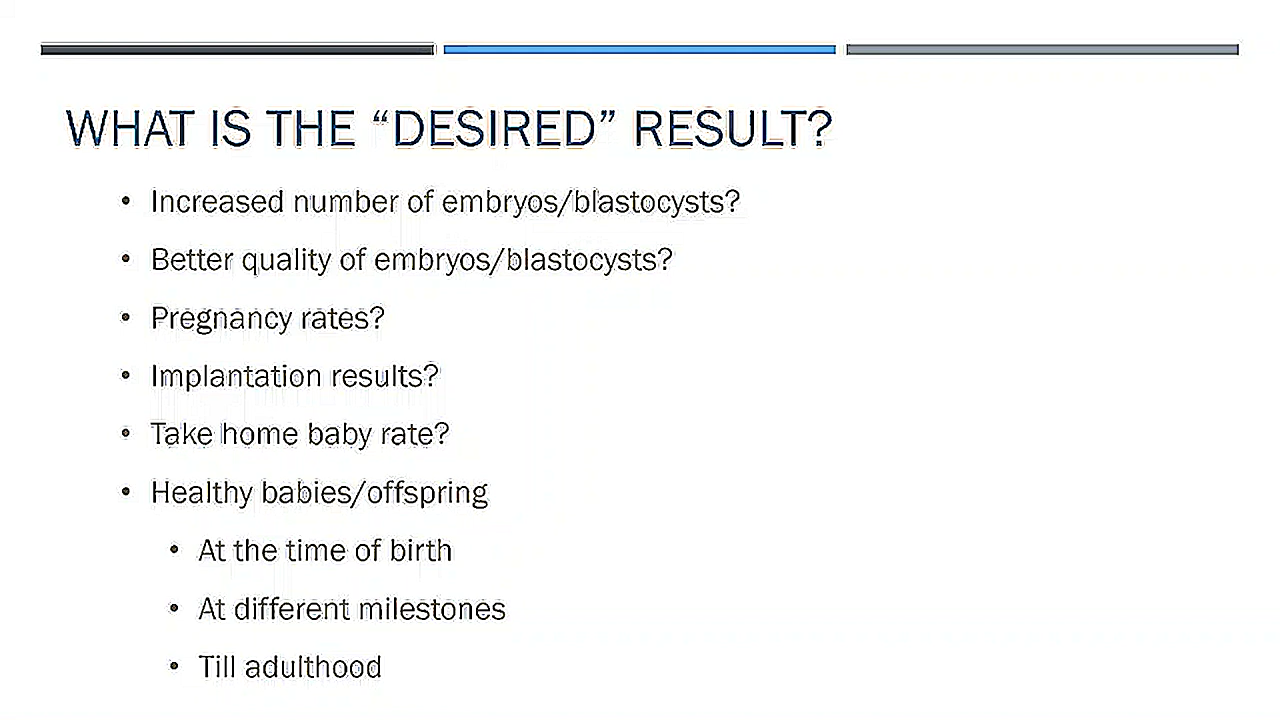 WHAT IS THE “DESIRED” RESULT?
• Increased number of embryos/blastocysts?
• Better quality of embryos/blastocysts?
• Pregnancy rates?
• Implantation results?
• Take home baby rate?
• Healthy babies/offspring
• At the time of birth
• At different milestones
• Till adulthood